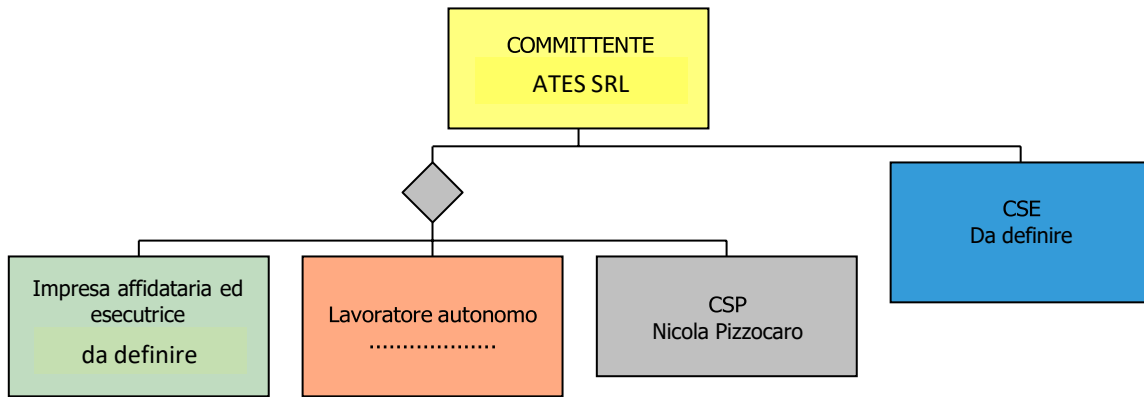 COMMITTENTE
ATES SRL
CSE
Da definire
Impresa affidataria ed
esecutrice
da definire
Lavoratore autonomo
...................
CSP
Nicola Pizzocaro